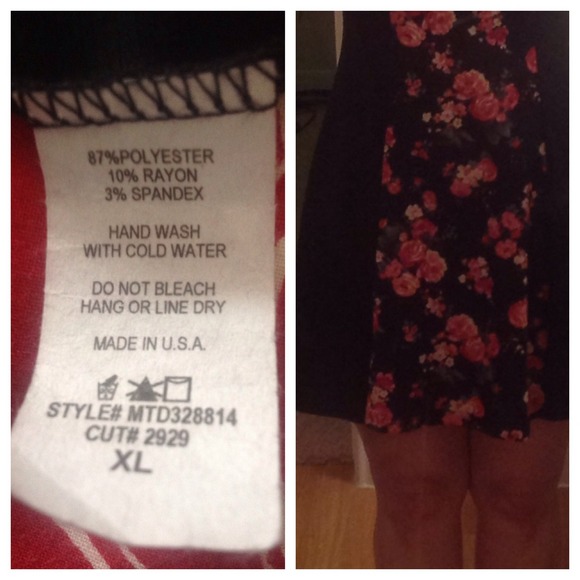 87%POLYESTER
10% RAYON
3% SPANDEX
HAND WASH
WITH COLD WATER
DO NOT BLEACH
HANG OR LINE DRY
MADE IN U.S.A.
STYLE# MTD328814
CUT# 2929
XL